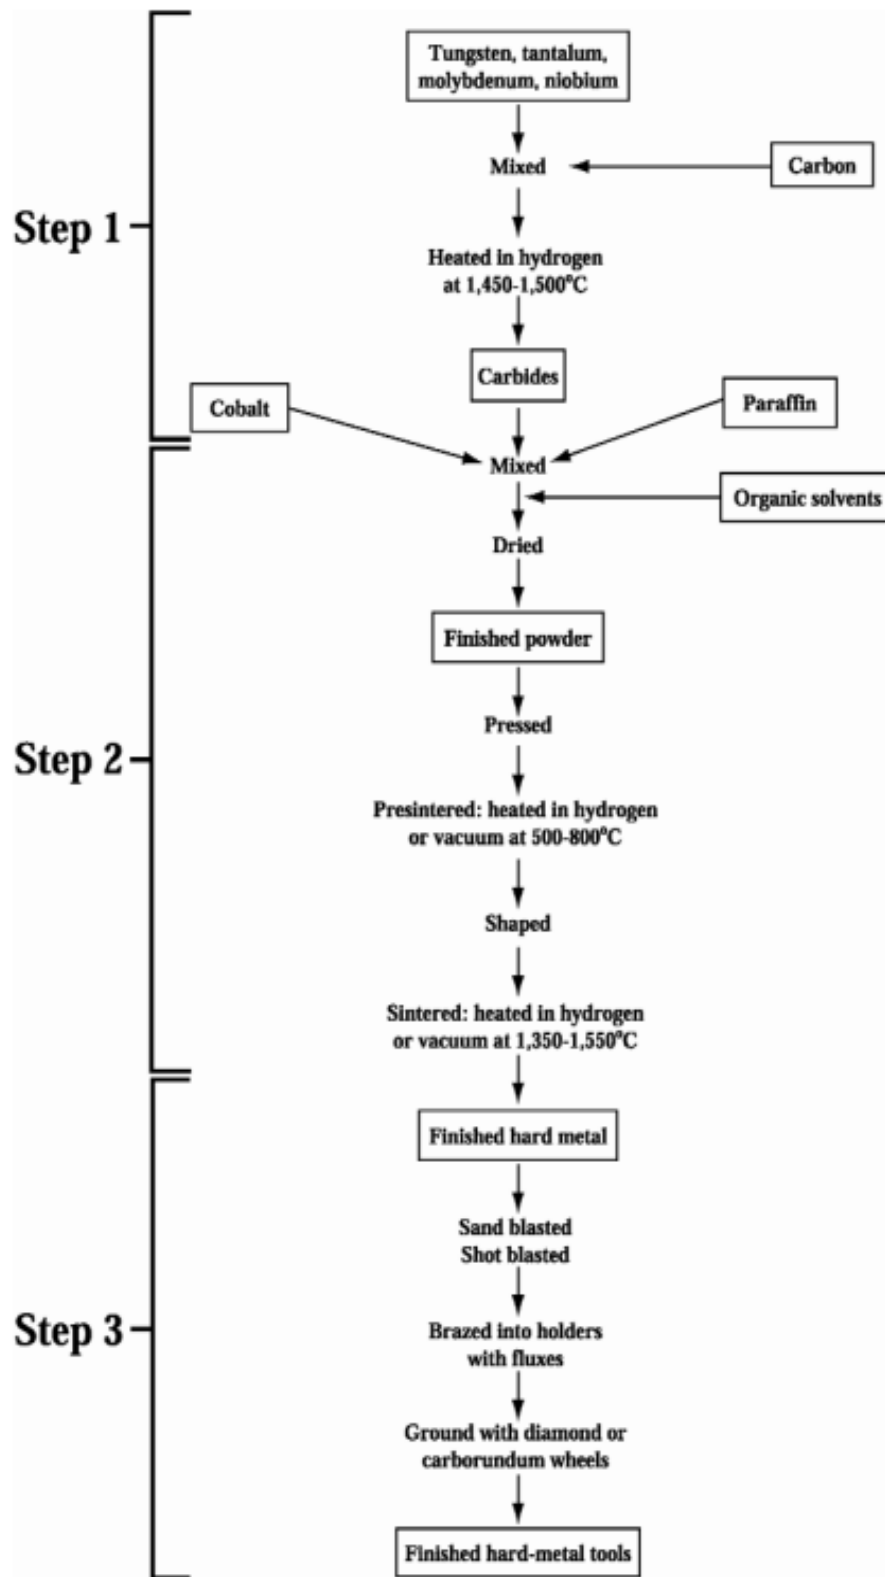 Tungsten, tantalum,
molybdenum, niobium
Mixed
Carbon
Step 1
Heated in hydrogen
at 1,450-1,500°C
Carbides
Cobalt
Paraffin
Mixed
Organic solvents
Dried
Finished powder
Pressed
Step 2
Presintered: heated in hydrogen
or vacuum at 500-800°C
Shaped
Sintered: heated in hydrogen
or vacuum at 1,350-1,550°C
Finished hard metal
Sand blasted
Shot blasted
Step 3
Brazed into holders
with fluxes
Ground with diamond or
carborundum wheels
Finished hard-metal tools